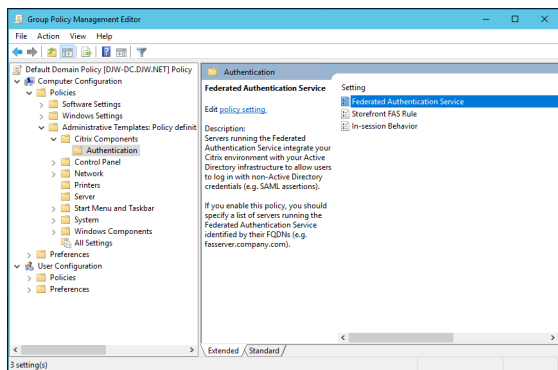 Group Policy Management Editor
File Action View Help
Default Domain Policy [DJW-DC.DJW.NET] Policy
Computer Configuration
Policies
Software Settings
Windows Settings
Administrative Templates: Policy definit
Citrix Components
Authentication
Control Panel
Network
Printers
Server
Start Menu and Taskbar
System
Windows Components
All Settings
Preferences
User Configuration
Policies
Preferences
Authentication
Federated Authentication Service
Edit policy setting
Description:
Servers running the Federated
Authentication Service integrate your
Citrix environment with your Active
Directory infrastructure to allow users
to log in with non-Active Directory
credentials (e.g. SAML assertions).
If you enable this policy, you should
specify a list of servers running the
Federated Authentication Service
identified by their FQDNs (e.g.
fasserver.company.com).
Setting
Federated Authentication Service
Storefront FAS Rule
In-session Behavior
Extended Standard
3 setting(s)